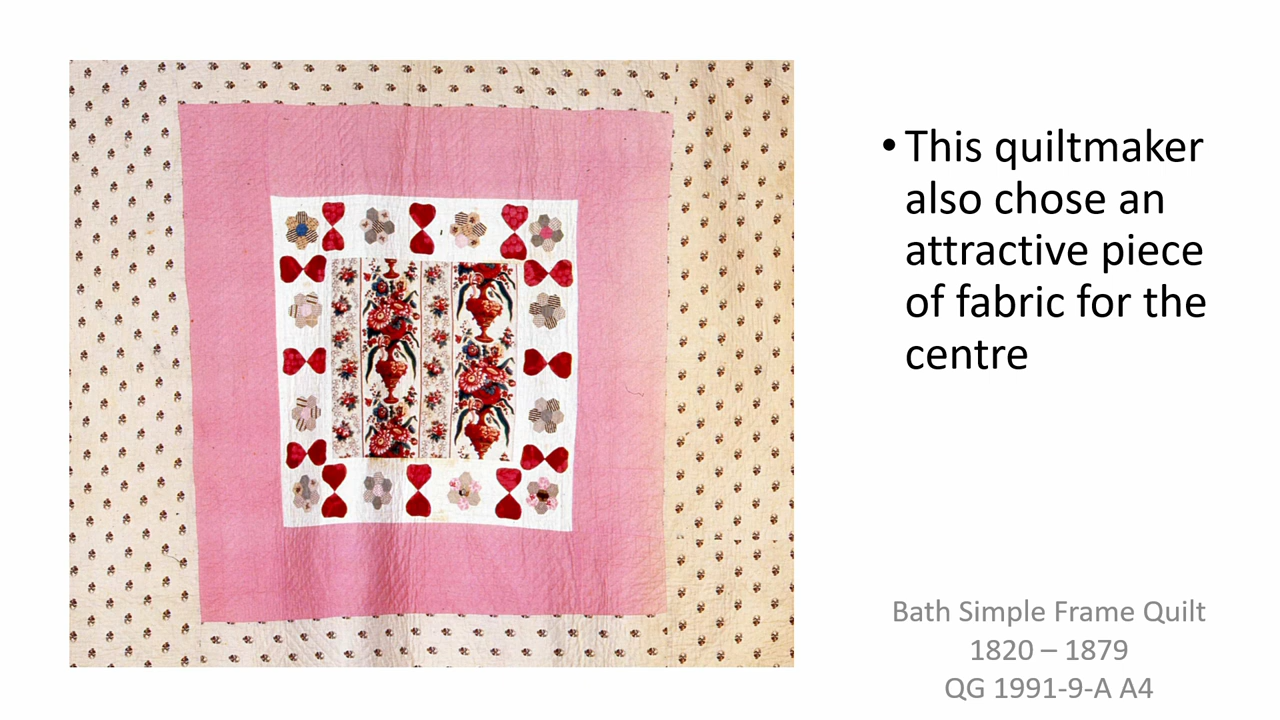 • This quiltmaker
also chose an
attractive piece
of fabric for the
centre
Bath Simple Frame Quilt
1820 – 1879
QG 1991-9-A A4